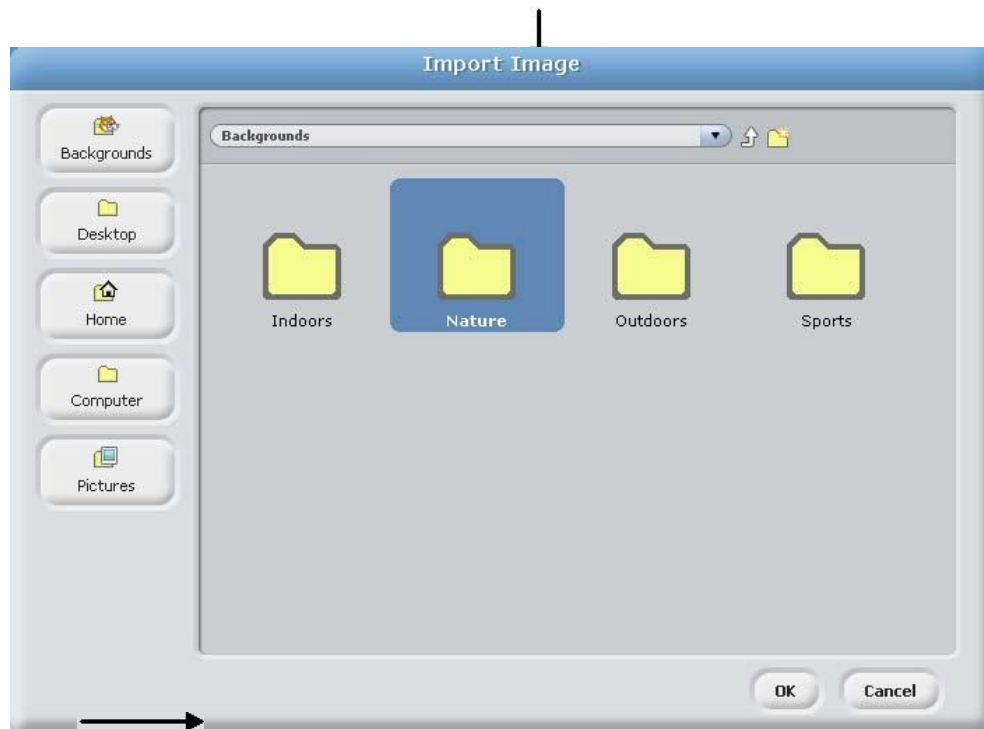 Import Image
Backgrounds
Desktop
Home
Computer
Pictures
Backgrounds
Indoors
Nature
Outdoors
Sports
OK
Cancel